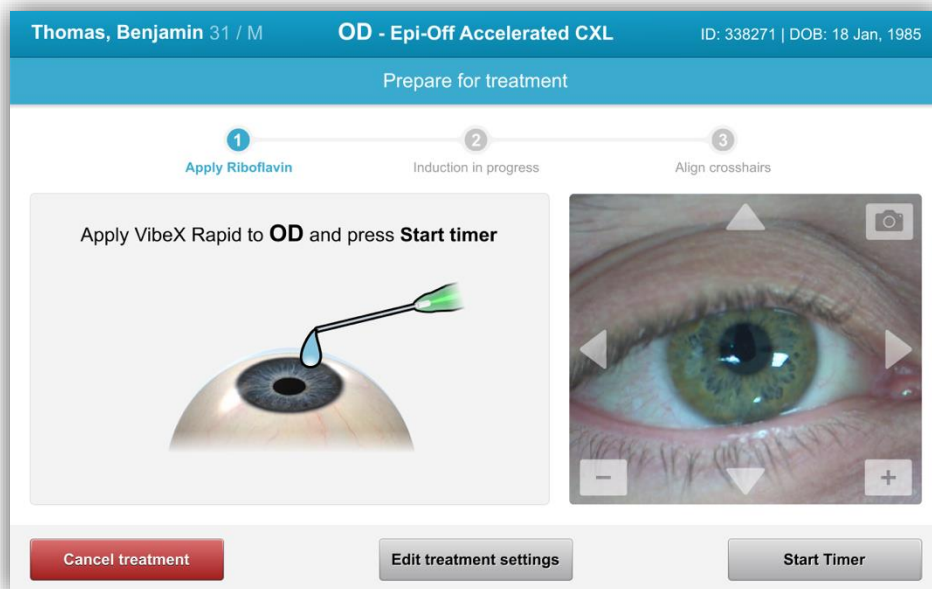 Thomas, Benjamin 31 / M OD - Epi-Off Accelerated CXL ID: 338271 | DOB: 18 Jan, 1985
Prepare for treatment
1 2 3
Apply Riboflavin Induction in progress Align crosshairs
Apply VibeX Rapid to OD and press Start timer
− +
Cancel treatment Edit treatment settings Start Timer